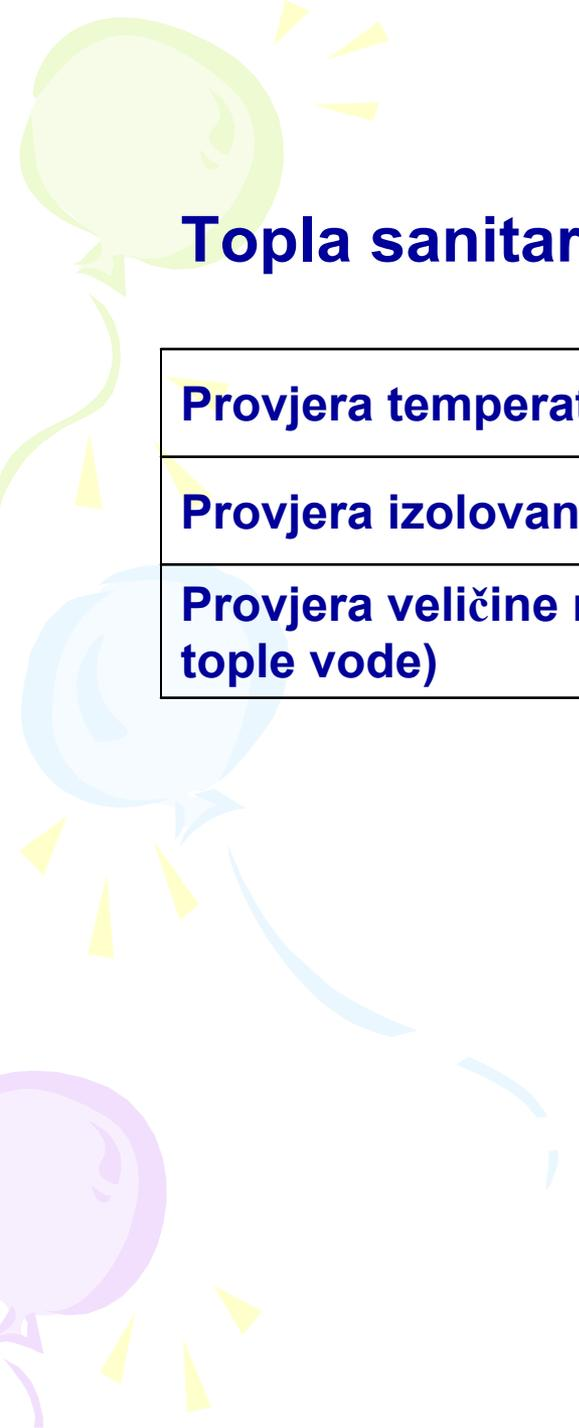 Topla sanitar
Provjera temperat
Provjera izolovan
Provjera veličine
tople vode)